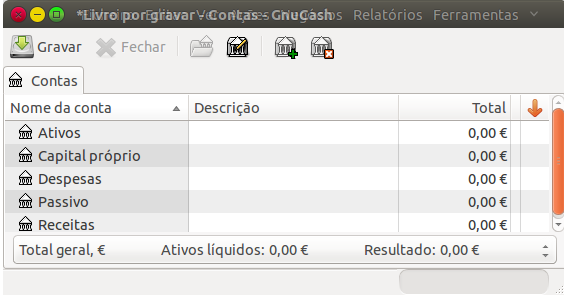 *Livro por gravar - Contas - GnuCash
Relatórios Ferramentas
Gravar Fechar
Contas
Nome da conta Descrição Total
Ativos 0,00 €
Capital próprio 0,00 €
Despesas 0,00 €
Passivo 0,00 €
Receitas 0,00 €
Total geral, € Ativos líquidos: 0,00 € Resultado: 0,00 €